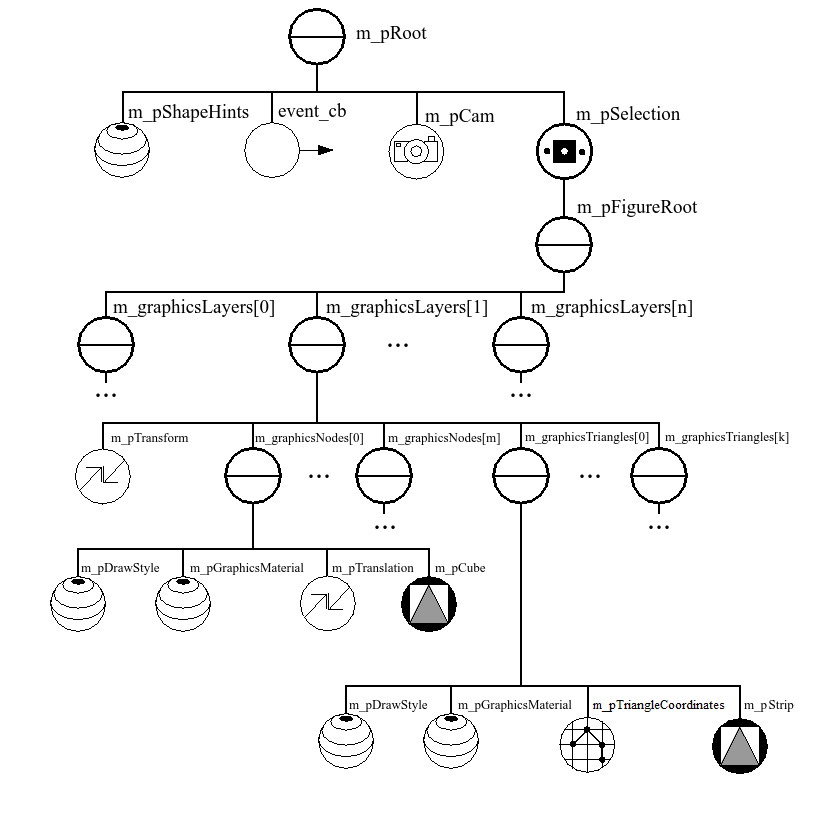 m_pRoot
m_pShapeHints
event_cb
m_pCam
m_pSelection
m_pFigureRoot
m_graphicsLayers[0]
m_graphicsLayers[1]
m_graphicsLayers[n]
...
...
...
m_pTransform
m_graphicsNodes[0]
m_graphicsNodes[m]
m_graphicsTriangles[0]
m_graphicsTriangles[k]
...
...
...
...
m_pDrawStyle
m_pGraphicsMaterial
m_pTranslation
m_pCube
m_pDrawStyle
m_pGraphicsMaterial
m_pTriangleCoordinates
m_pStrip